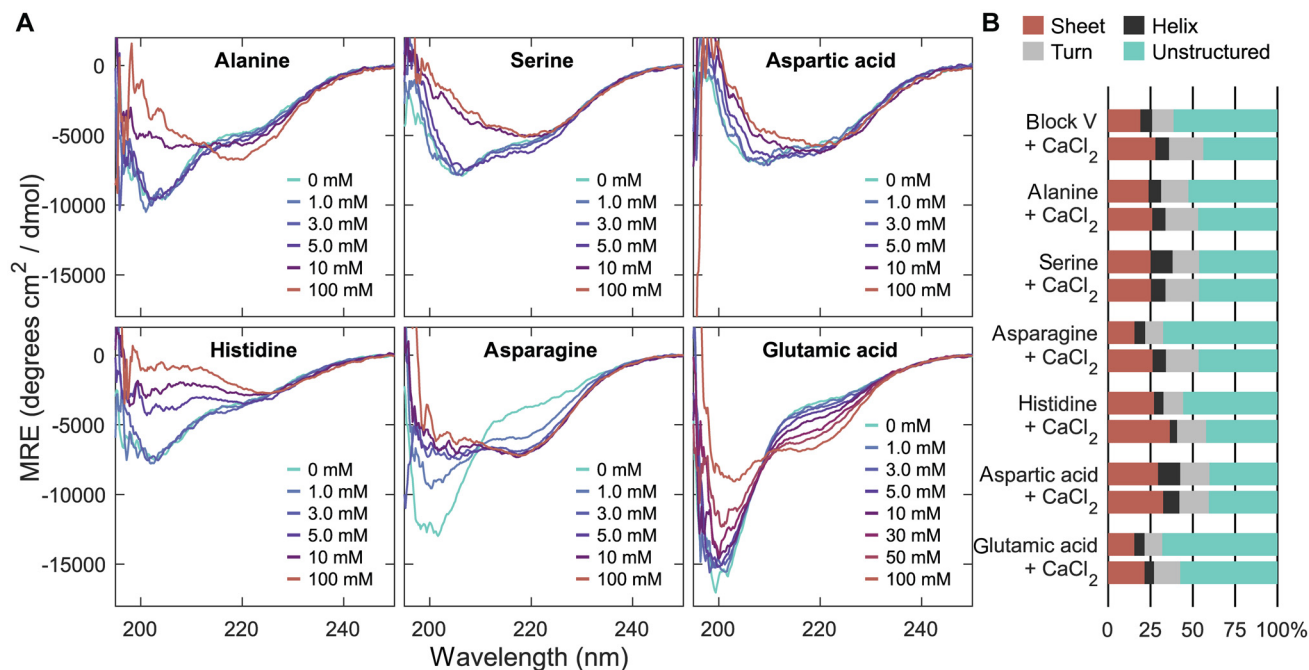 A
B
Sheet
Helix
Turn
Unstructured
MRE (degrees cm² / dmol)
Alanine
0
-5000
-10000
-15000
0 mM
1.0 mM
3.0 mM
5.0 mM
10 mM
100 mM
Serine
0 mM
1.0 mM
3.0 mM
5.0 mM
10 mM
100 mM
Aspartic acid
0 mM
1.0 mM
3.0 mM
5.0 mM
10 mM
100 mM
Histidine
0
-5000
-10000
-15000
0 mM
1.0 mM
3.0 mM
5.0 mM
10 mM
100 mM
200 220 240
Asparagine
0 mM
1.0 mM
3.0 mM
5.0 mM
10 mM
100 mM
200 220 240
Glutamic acid
0 mM
1.0 mM
3.0 mM
5.0 mM
10 mM
30 mM
50 mM
100 mM
200 220 240
Wavelength (nm)
Block V
+ CaCl₂
Alanine
+ CaCl₂
Serine
+ CaCl₂
Asparagine
+ CaCl₂
Histidine
+ CaCl₂
Aspartic acid
+ CaCl₂
Glutamic acid
+ CaCl₂
0 25 50 75 100%